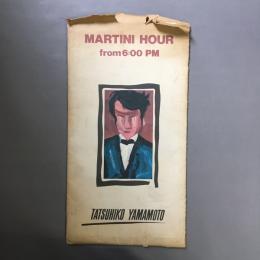 MARTINI HOUR
from 6:00 PM
TATSUHIKO YAMAMOTO